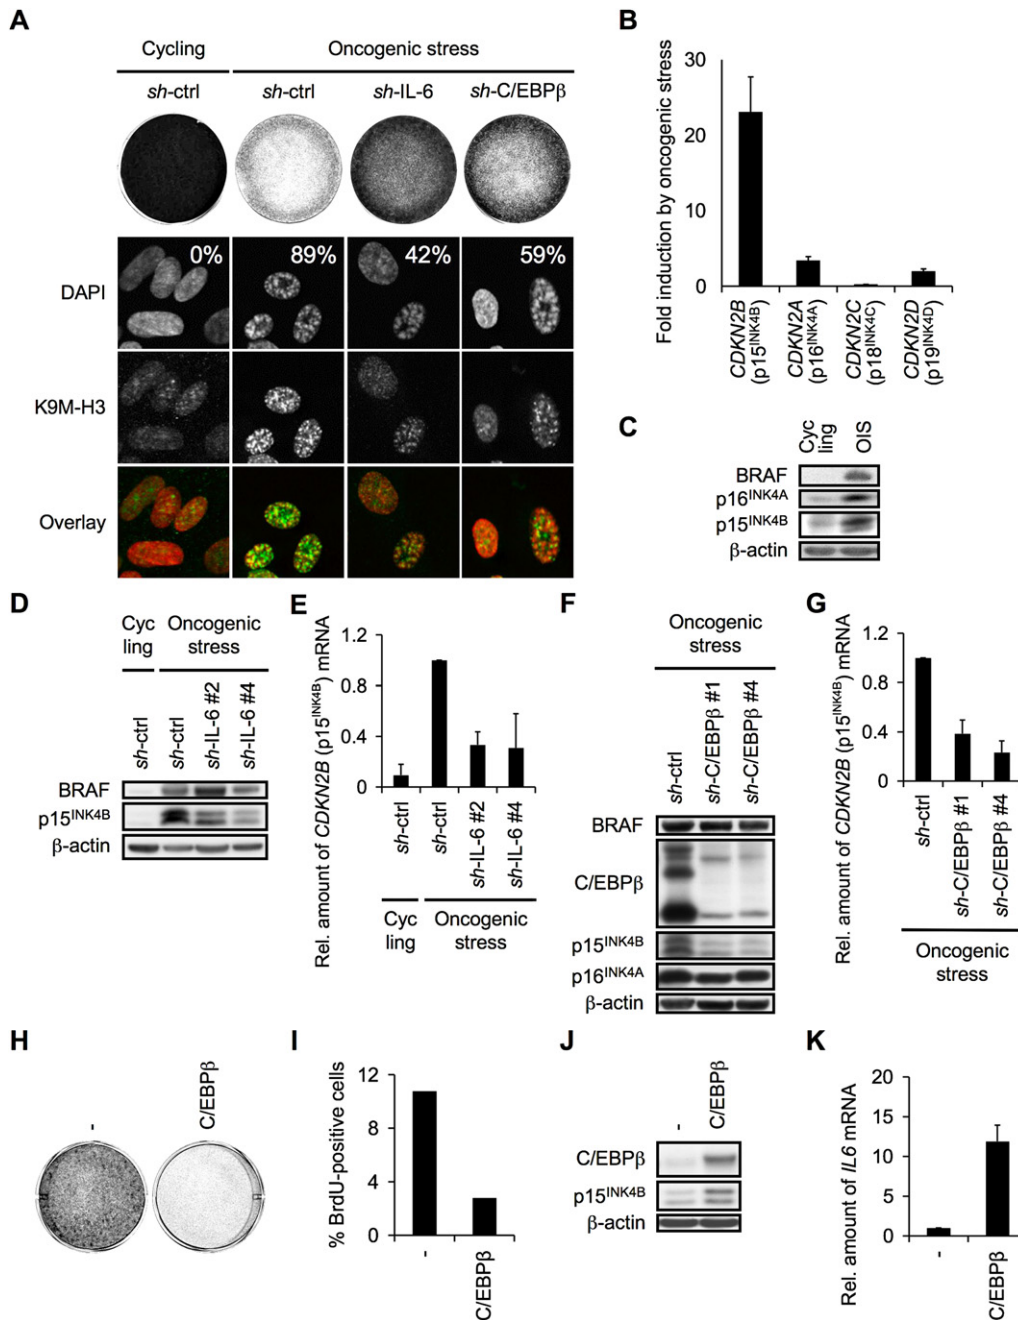 A
Cycling
Oncogenic stress
sh-ctrl
sh-ctrl
sh-IL-6
sh-C/EBPβ
0%
89%
42%
59%
DAPI
K9M-H3
Overlay
B
Fold induction by oncogenic stress
30
20
10
0
CDKN2B
(p15INK4B)
CDKN2A
(p16INK4A)
CDKN2C
(p18INK4C)
CDKN2D
(p19INK4D)
C
Cyc
ling
OIS
BRAF
p16INK4A
p15INK4B
β-actin
D
Cyc
ling
Oncogenic
stress
sh-ctrl
sh-ctrl
sh-IL-6 #2
sh-IL-6 #4
BRAF
p15INK4B
β-actin
E
Rel. amount of CDKN2B (p15INK4B) mRNA
1.2
0.8
0.4
0
sh-ctrl
sh-ctrl
sh-IL-6 #2
sh-IL-6 #4
Cyc
ling
Oncogenic
stress
F
Oncogenic
stress
sh-ctrl
sh-C/EBPβ #1
sh-C/EBPβ #4
BRAF
C/EBPβ
p15INK4B
p16INK4A
β-actin
G
Rel. amount of CDKN2B (p15INK4B) mRNA
1.2
0.8
0.4
0
sh-ctrl
sh-C/EBPβ #1
sh-C/EBPβ #4
Oncogenic
stress
H
-
C/EBPβ
I
% BrdU-positive cells
12
8
4
0
-
C/EBPβ
J
-
C/EBPβ
C/EBPβ
p15INK4B
β-actin
K
Rel. amount of IL6 mRNA
20
15
10
5
0
-
C/EBPβ